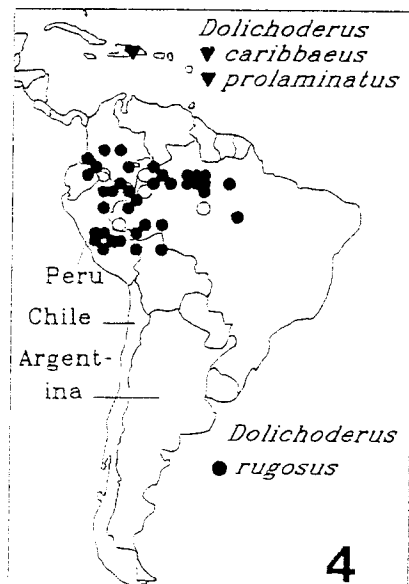 Dolichoderus
▼ caribbaeus
▼ prolaminatus
Peru
Chile
Argent-
ina
Dolichoderus
● rugosus
4